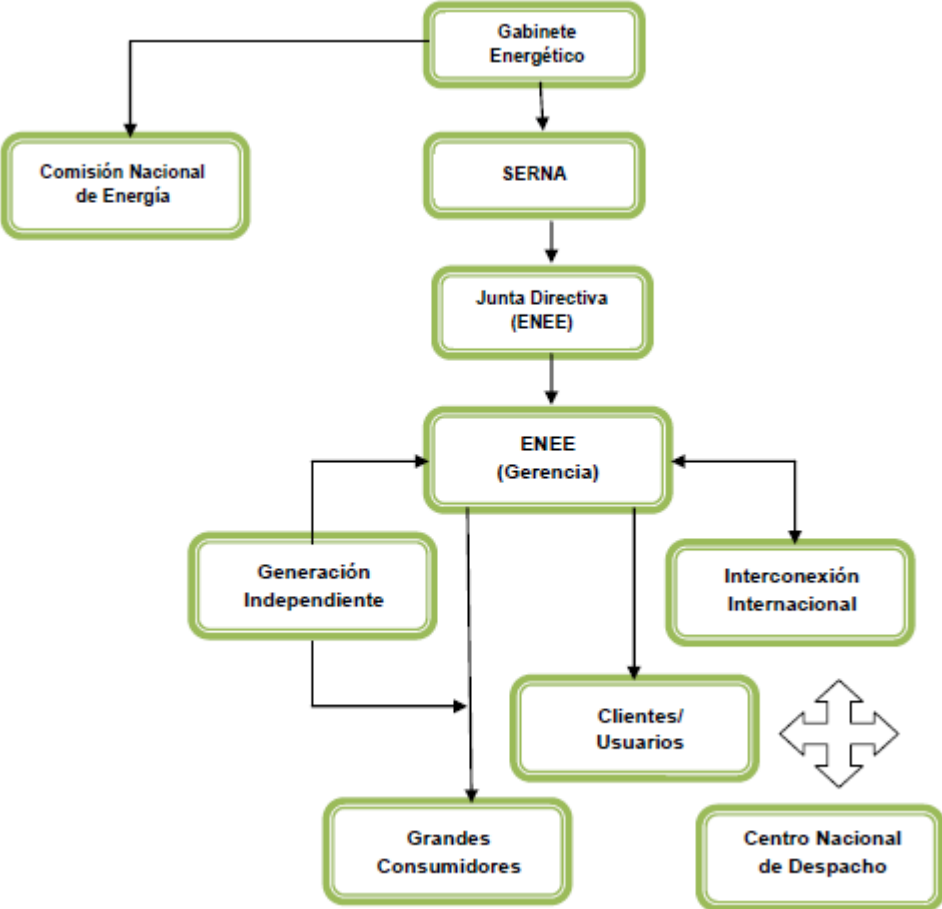 Gabinete
Energético
Comisión Nacional
de Energía
SERNA
Junta Directiva
(ENEE)
ENEE
(Gerencia)
Generación
Independiente
Interconexión
Internacional
Clientes/
Usuarios
Grandes
Consumidores
Centro Nacional
de Despacho